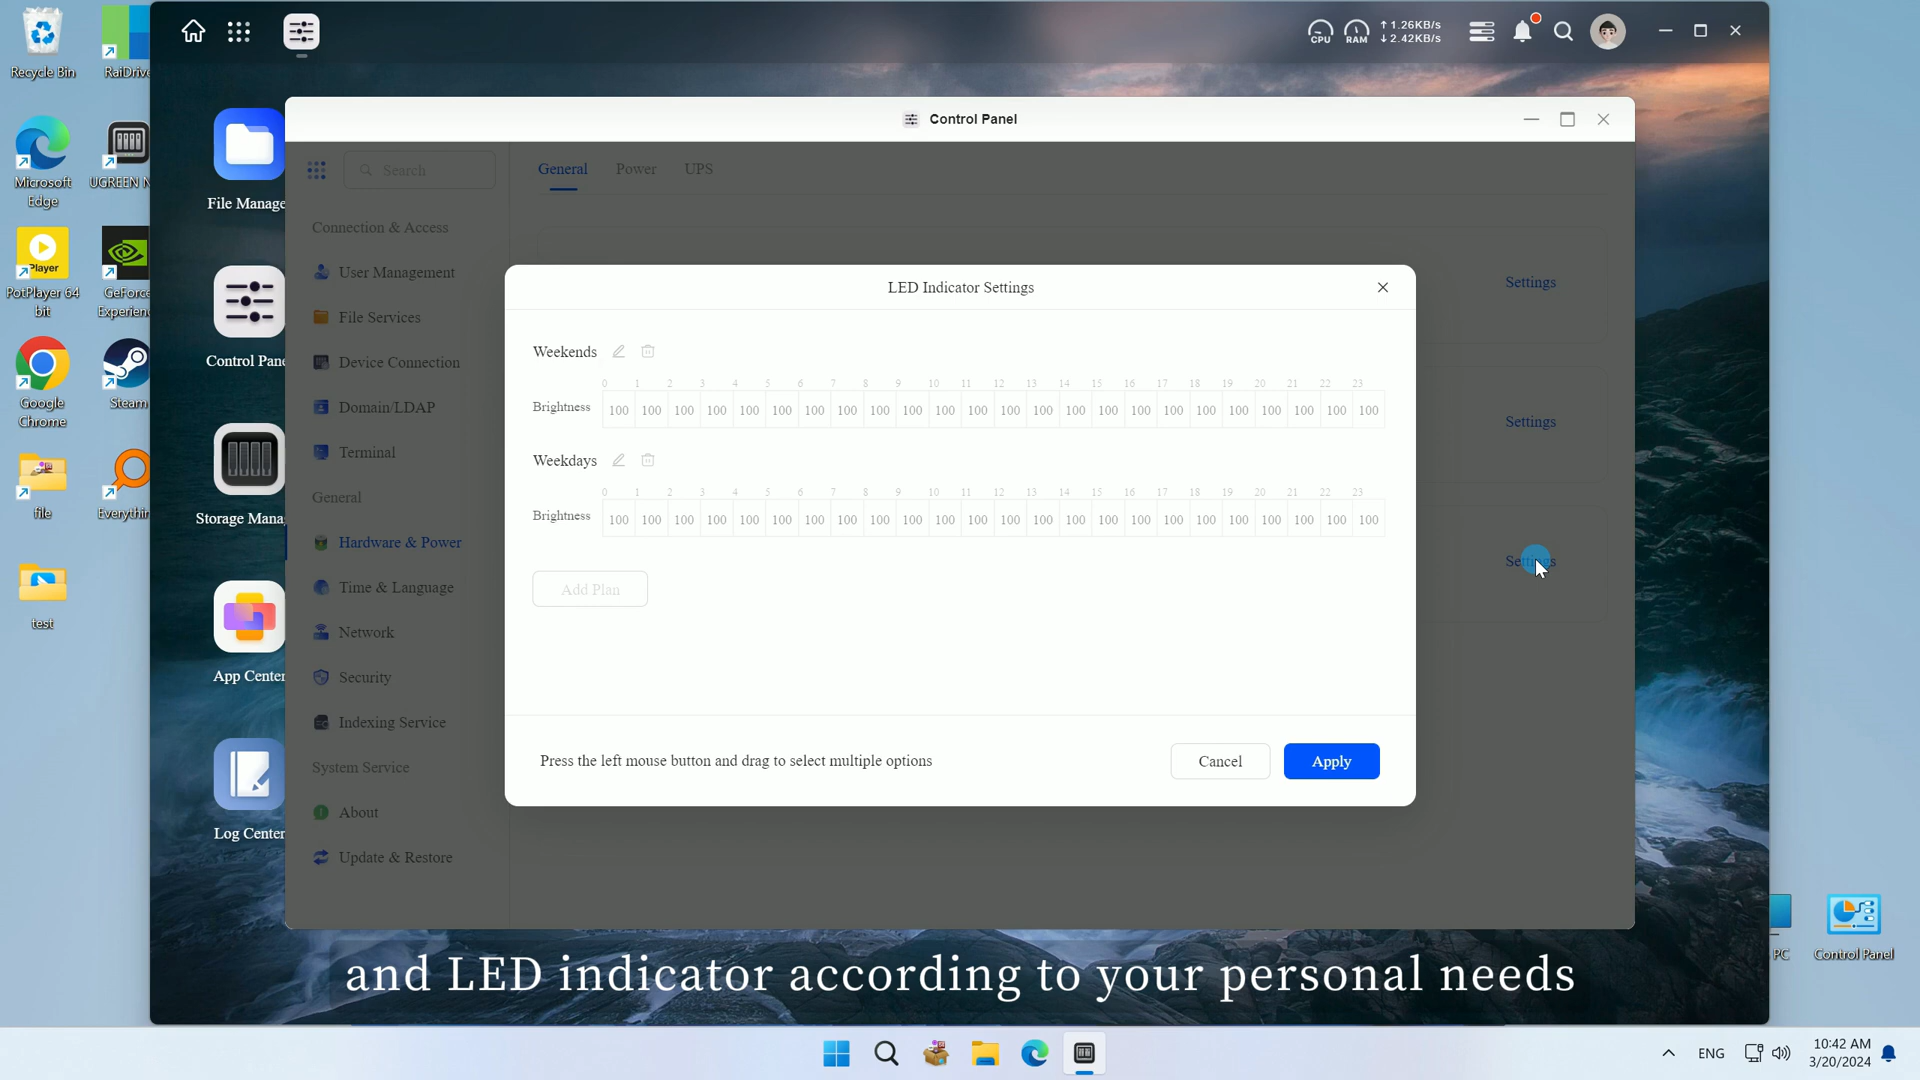 CPU
RAM
↑ 1.26KB/s
↓ 2.42KB/s
Recycle Bin
RaiDrive
Microsoft
Edge
UGREEN N
Player
PotPlayer 64
bit
GeForce
Experienc
Google
Chrome
Steam
file
Everythin
test
File Manage
Control Pane
Storage Mana
App Center
Log Center
Control Panel
Search
Connection & Access
User Management
File Services
Device Connection
Domain/LDAP
Terminal
General
Hardware & Power
Time & Language
Network
Security
Indexing Service
System Service
About
Update & Restore
General Power UPS
Settings
Settings
Settings
LED Indicator Settings
Weekends
0 1 2 3 4 5 6 7 8 9 10 11 12 13 14 15 16 17 18 19 20 21 22 23
Brightness 100 100 100 100 100 100 100 100 100 100 100 100 100 100 100 100 100 100 100 100 100 100 100 100
Weekdays
0 1 2 3 4 5 6 7 8 9 10 11 12 13 14 15 16 17 18 19 20 21 22 23
Brightness 100 100 100 100 100 100 100 100 100 100 100 100 100 100 100 100 100 100 100 100 100 100 100 100
Add Plan
Press the left mouse button and drag to select multiple options
Cancel
Apply
PC
Control Panel
and LED indicator according to your personal needs
ENG
10:42 AM
3/20/2024